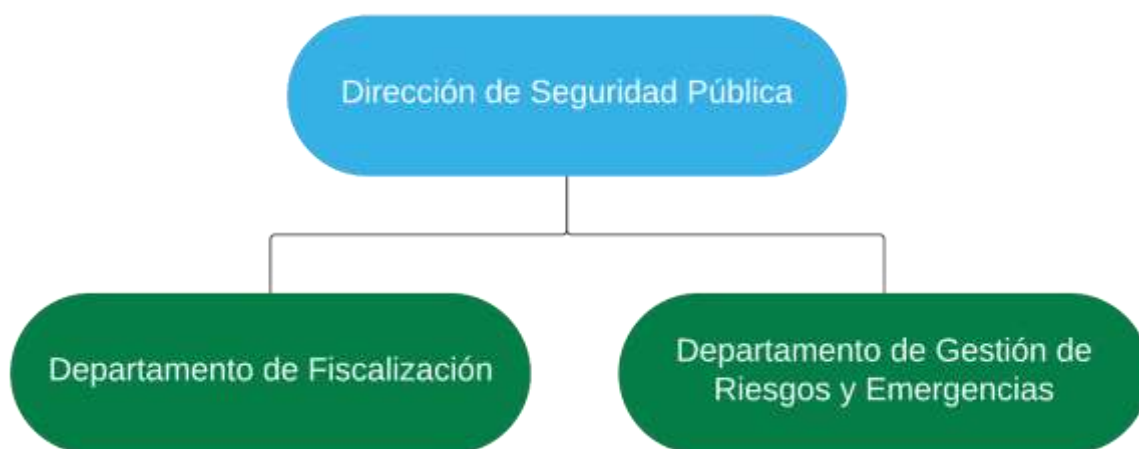 Dirección de Seguridad Pública
Departamento de Fiscalización
Departamento de Gestión de
Riesgos y Emergencias